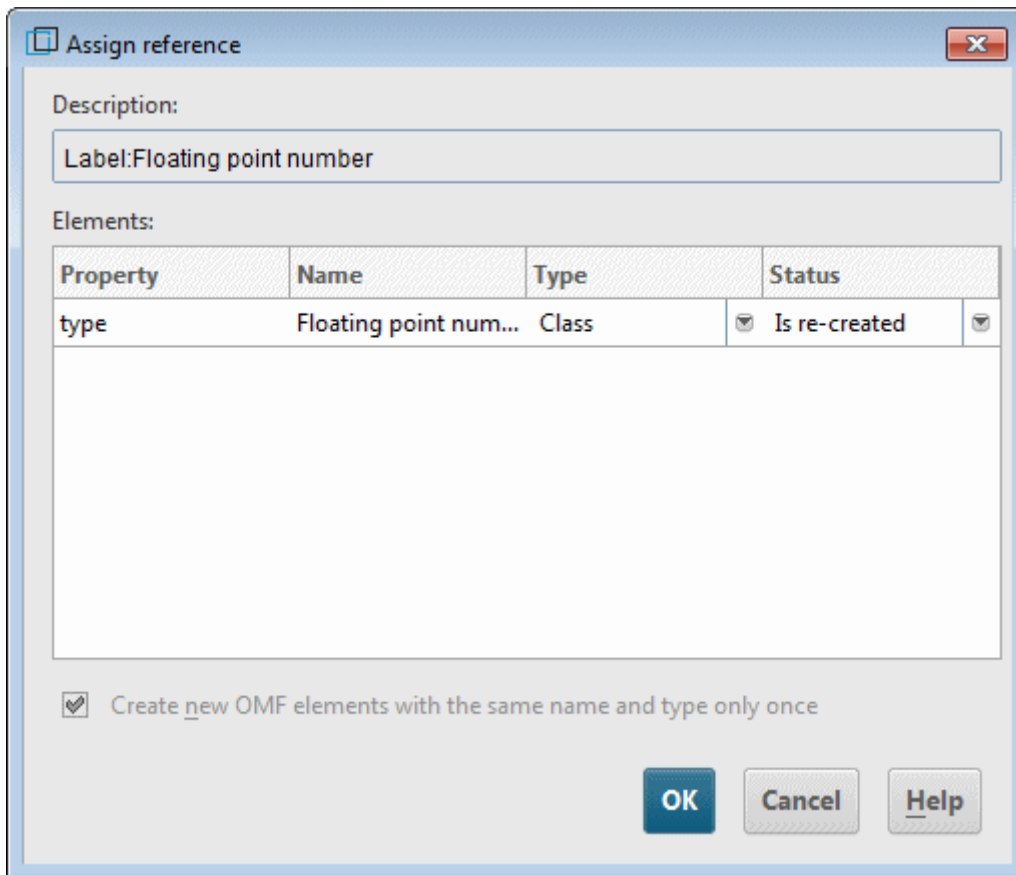 Assign reference
Description:
Label:Floating point number
Elements:
Property Name Type Status
type Floating point num... Class Is re-created
Create new OMF elements with the same name and type only once
OK Cancel Help